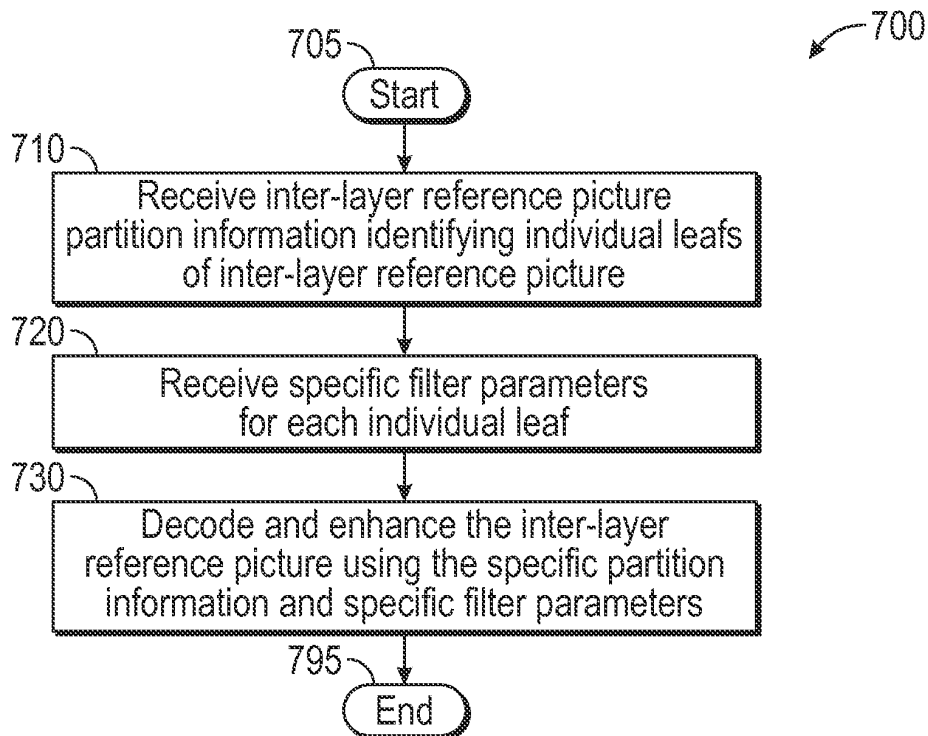 700
705
Start
710
Receive inter-layer reference picture
partition information identifying individual leafs
of inter-layer reference picture
720
Receive specific filter parameters
for each individual leaf
730
Decode and enhance the inter-layer
reference picture using the specific partition
information and specific filter parameters
795
End